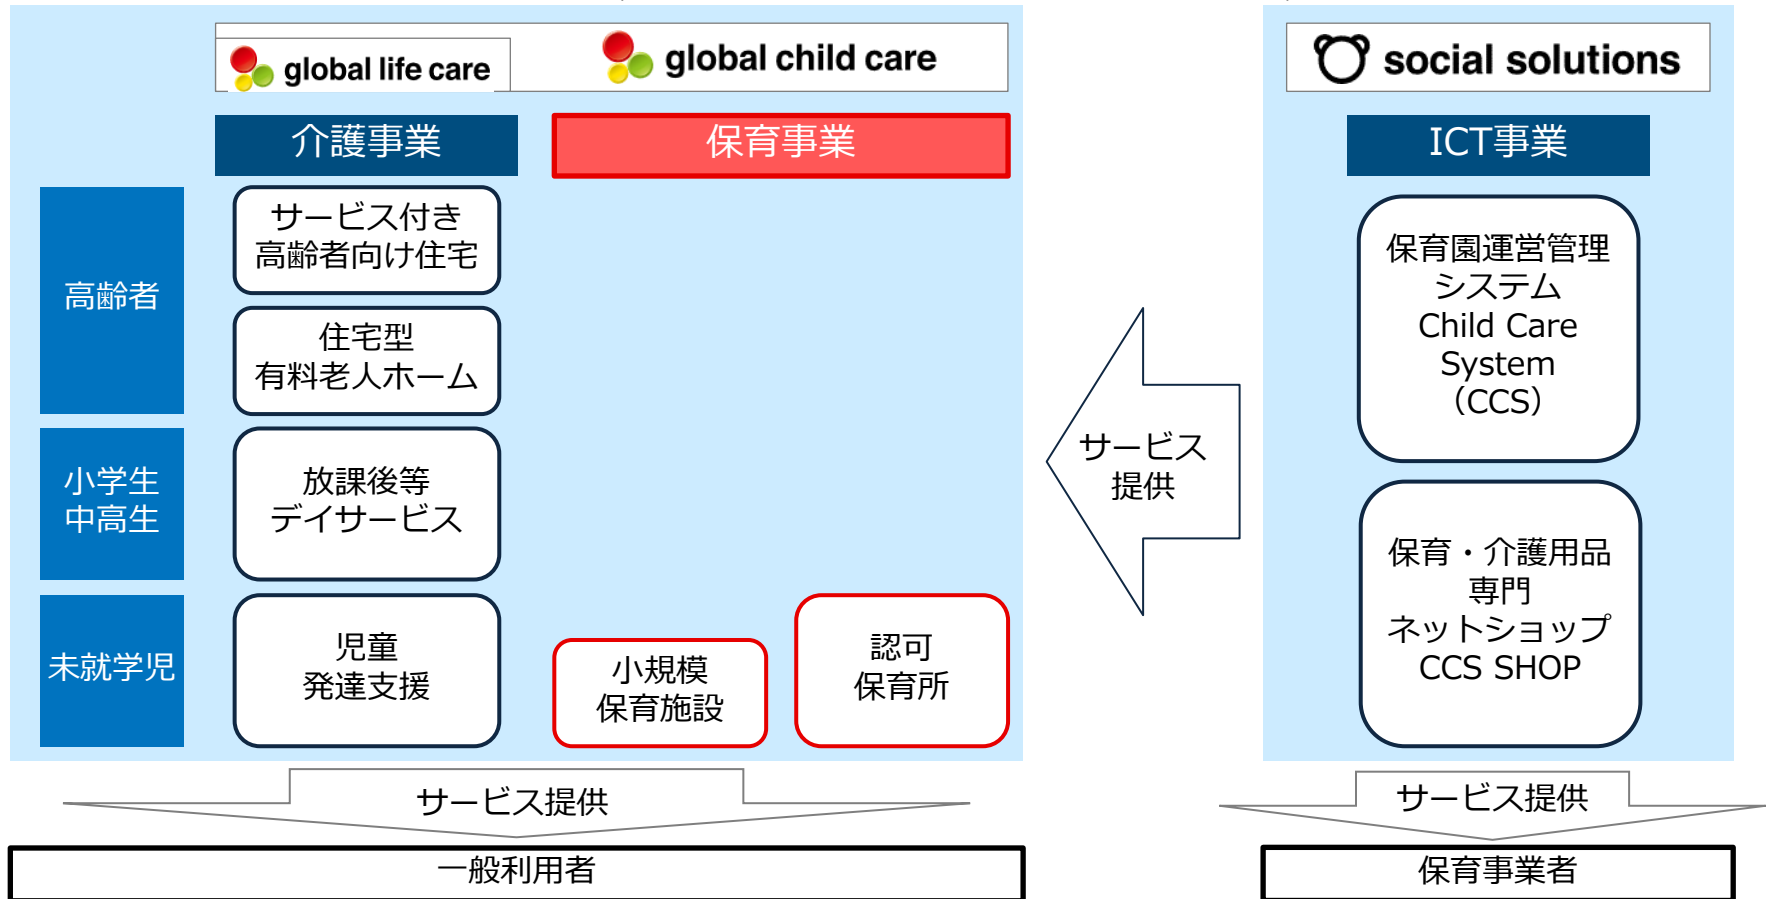 global life care
global child care
social solutions
介護事業
保育事業
ICT事業
高齢者
サービス付き
高齢者向け住宅
住宅型
有料老人ホーム
小学生
中高生
放課後等
デイサービス
未就学児
児童
発達支援
小規模
保育施設
認可
保育所
サービス
提供
保育園運営管理
システム
Child Care
System
（CCS）
保育・介護用品
専門
ネットショップ
CCS SHOP
サービス提供
サービス提供
一般利用者
保育事業者